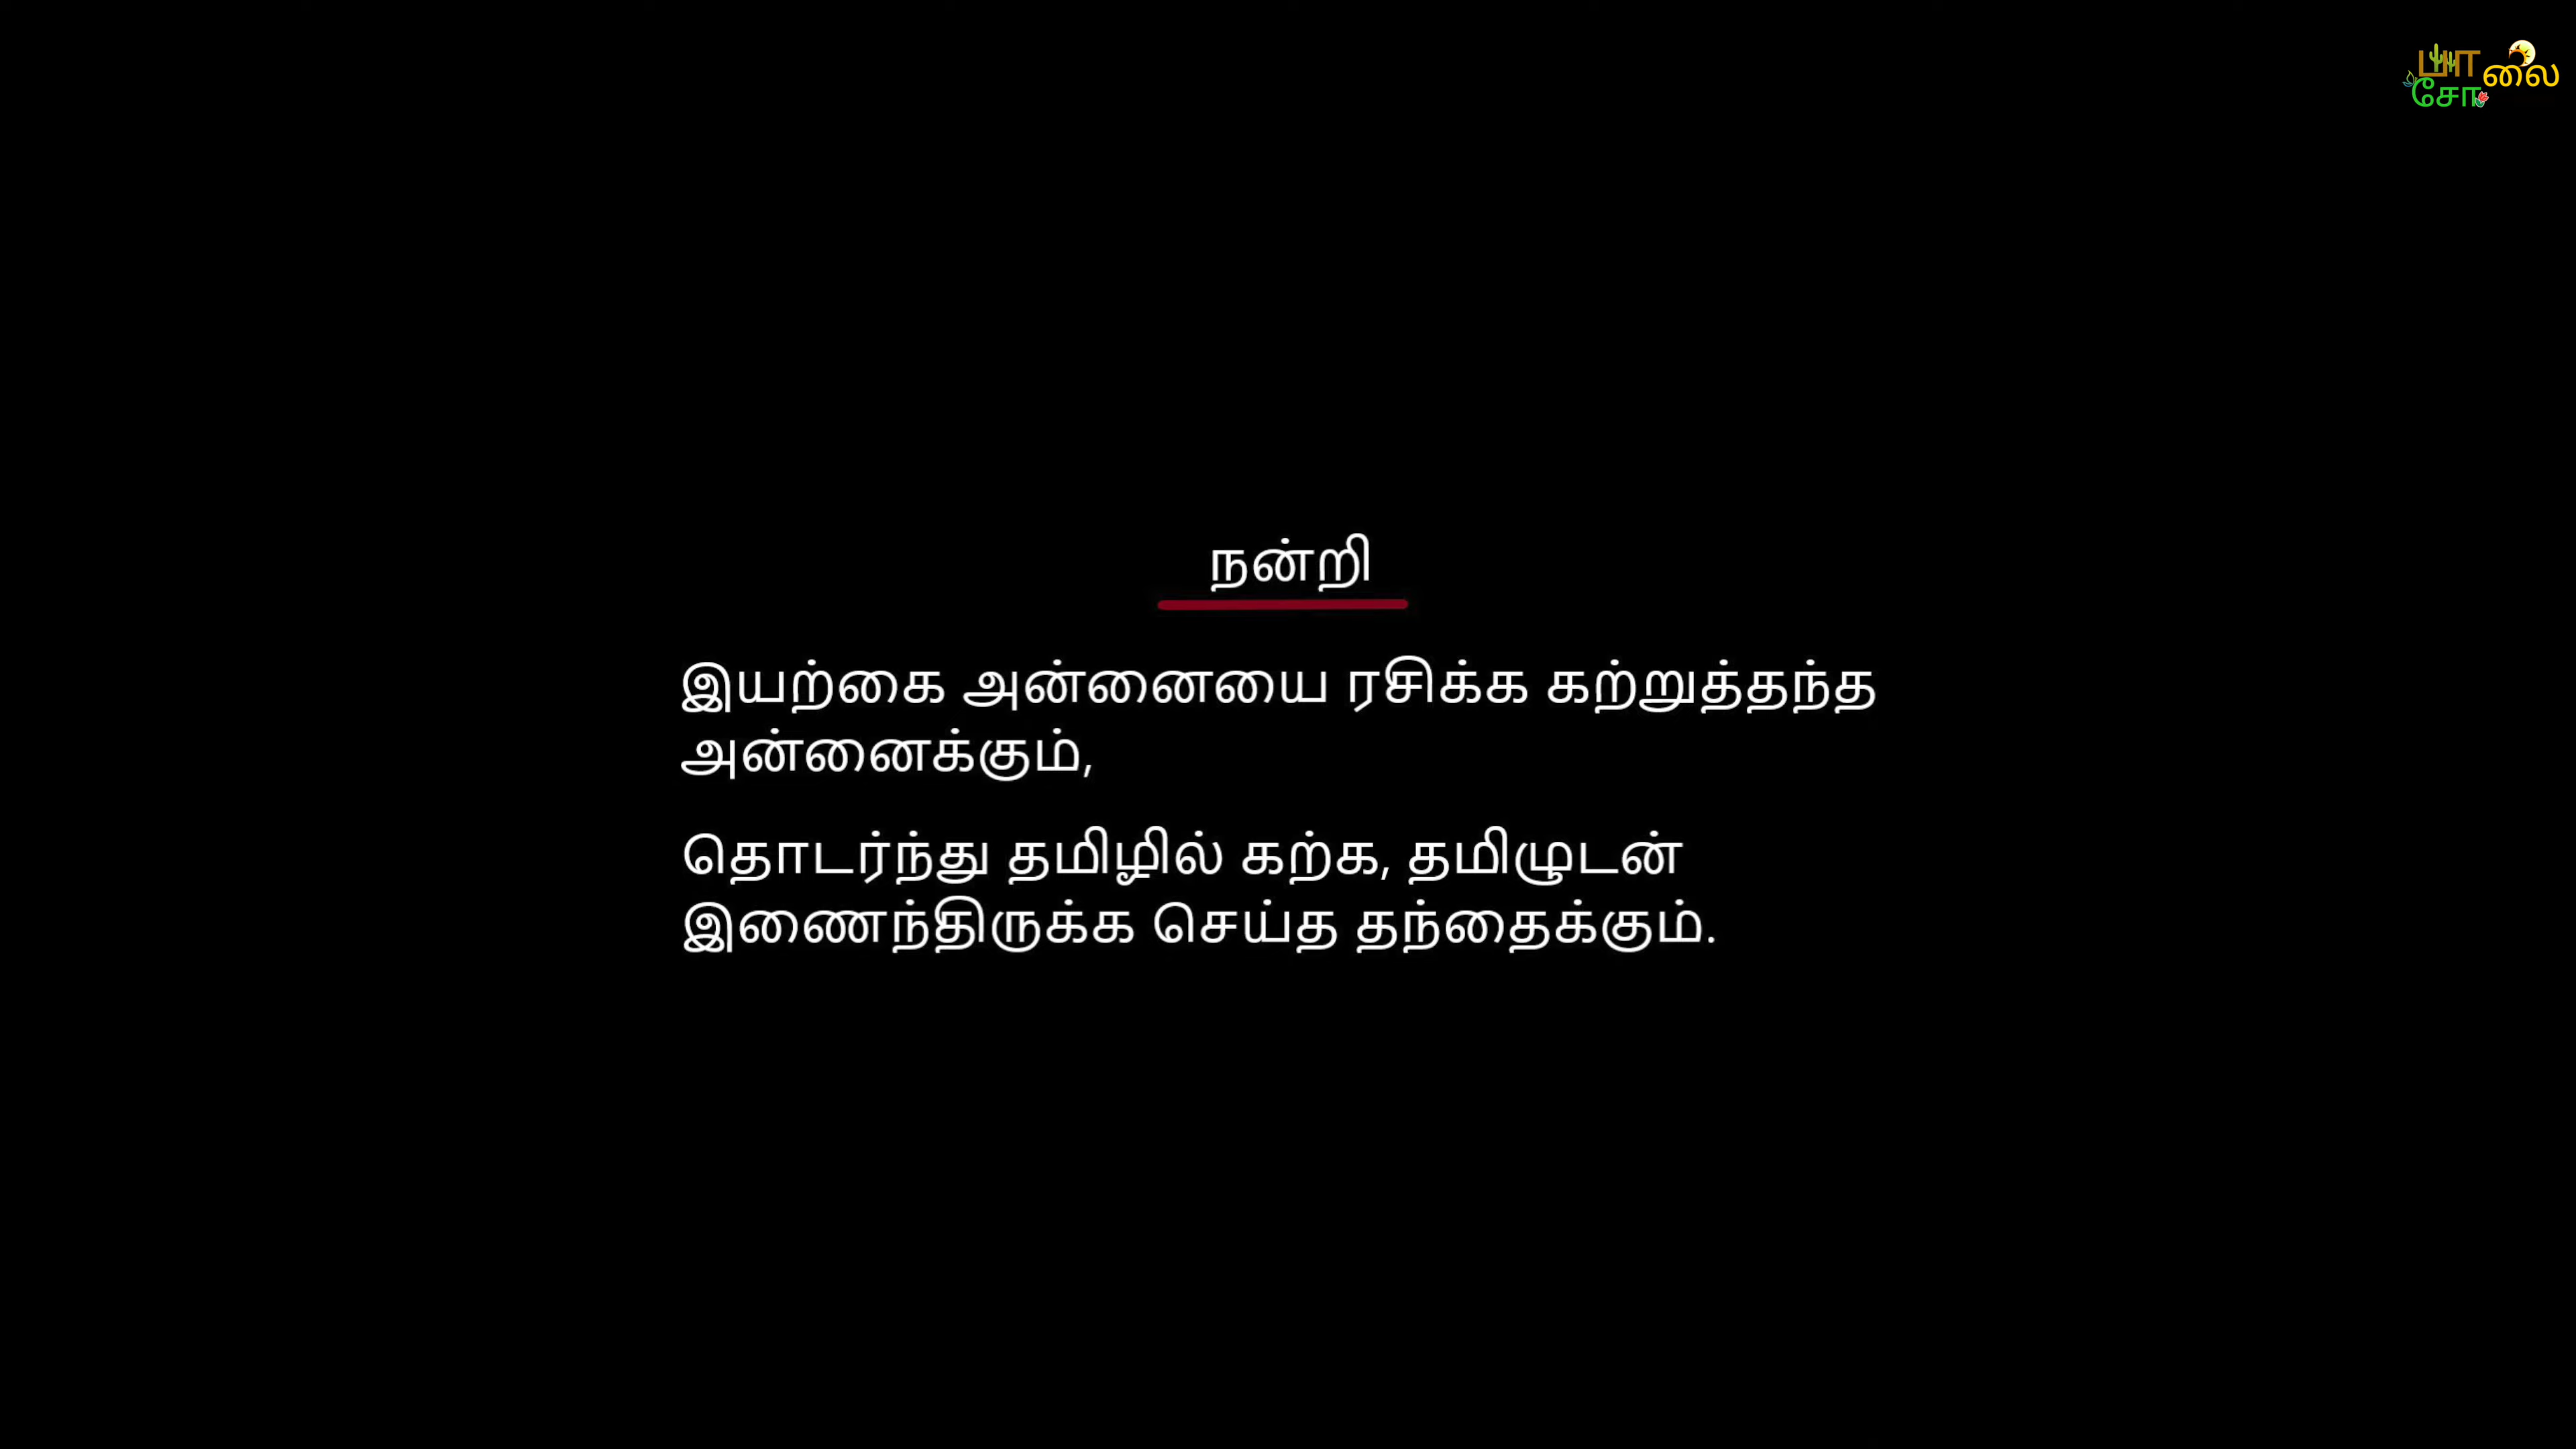 பா லை
சோ
நன்றி
இயற்கை அன்னையை ரசிக்க கற்றுத்தந்த
அன்னைக்கும்,
தொடர்ந்து தமிழில் கற்க, தமிழுடன்
இணைந்திருக்க செய்த தந்தைக்கும்.